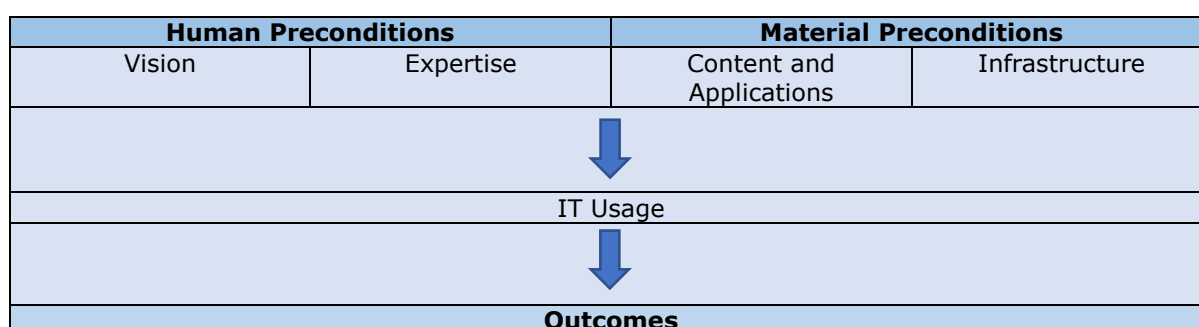 Human Preconditions Material Preconditions
Vision Expertise Content and Applications Infrastructure
IT Usage
Outcomes